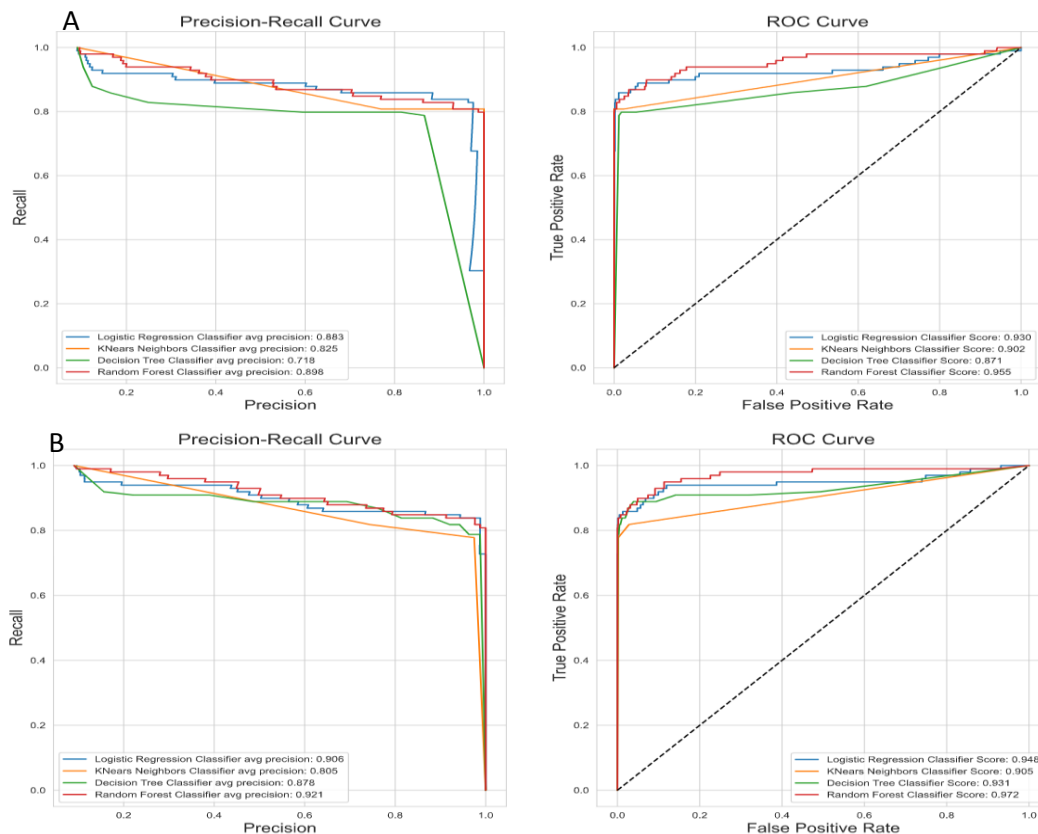 A
Precision-Recall Curve
1.0
0.8
0.6
0.4
0.2
0.0
Recall
0.2
0.4
0.6
0.8
1.0
Precision
Logistic Regression Classifier avg precision: 0.883
KNears Neighbors Classifier avg precision: 0.825
Decision Tree Classifier avg precision: 0.718
Random Forest Classifier avg precision: 0.898
ROC Curve
1.0
0.8
0.6
0.4
0.2
0.0
True Positive Rate
0.0
0.2
0.4
0.6
0.8
1.0
False Positive Rate
Logistic Regression Classifier Score: 0.930
KNears Neighbors Classifier Score: 0.902
Decision Tree Classifier Score: 0.871
Random Forest Classifier Score: 0.955
B
Precision-Recall Curve
1.0
0.8
0.6
0.4
0.2
0.0
Recall
0.2
0.4
0.6
0.8
1.0
Precision
Logistic Regression Classifier avg precision: 0.906
KNears Neighbors Classifier avg precision: 0.805
Decision Tree Classifier avg precision: 0.878
Random Forest Classifier avg precision: 0.921
ROC Curve
1.0
0.8
0.6
0.4
0.2
0.0
True Positive Rate
0.0
0.2
0.4
0.6
0.8
1.0
False Positive Rate
Logistic Regression Classifier Score: 0.948
KNears Neighbors Classifier Score: 0.905
Decision Tree Classifier Score: 0.931
Random Forest Classifier Score: 0.972